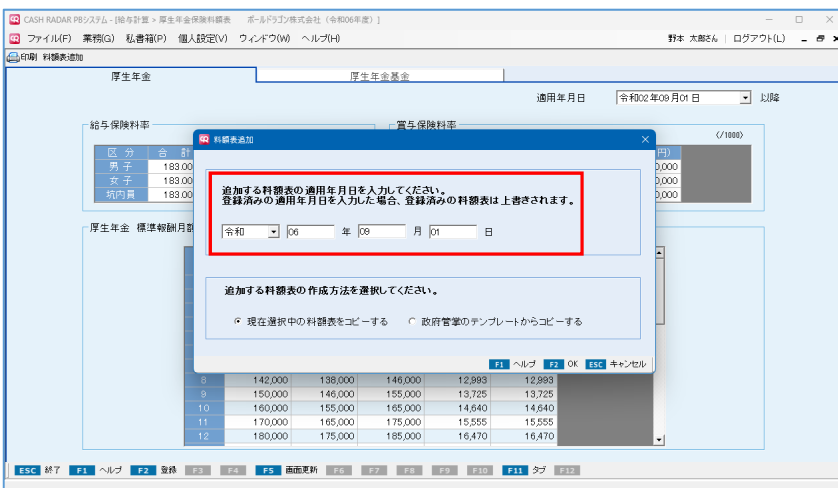 CASH RADAR PBシステム - [給与計算 > 厚生年金保険料額表 ボールドラゴン株式会社（令和06年度）]
ファイル(F) 業務(G) 私書箱(P) 個人設定(V) ウィンドウ(W) ヘルプ(H) 野本 太郎さん ログアウト(L)
印刷 料額表追加
厚生年金 厚生年金基金
適用年月日 令和02年09月01日 以降
給与保険料率 賞与保険料率 (/1000)
区分 合計 円)
男子 183.00 0,000
女子 183.00 0,000
坑内員 183.00 0,000
厚生年金 標準報酬月
料額表追加
追加する料額表の適用年月日を入力してください。
登録済みの適用年月日を入力した場合、登録済みの料額表は上書きされます。
令和 06 年 09 月 01 日
追加する料額表の作成方法を選択してください。
現在選択中の料額表をコピーする 政府管掌のテンプレートからコピーする
F1 ヘルプ F2 OK ESC キャンセル
8 142,000 138,000 146,000 12,993 12,993
9 150,000 146,000 155,000 13,725 13,725
10 160,000 155,000 165,000 14,640 14,640
11 170,000 165,000 175,000 15,555 15,555
12 180,000 175,000 185,000 16,470 16,470
ESC 終了 F1 ヘルプ F2 登録 F3 F4 F5 画面更新 F6 F7 F8 F9 F10 F11 タブ F12